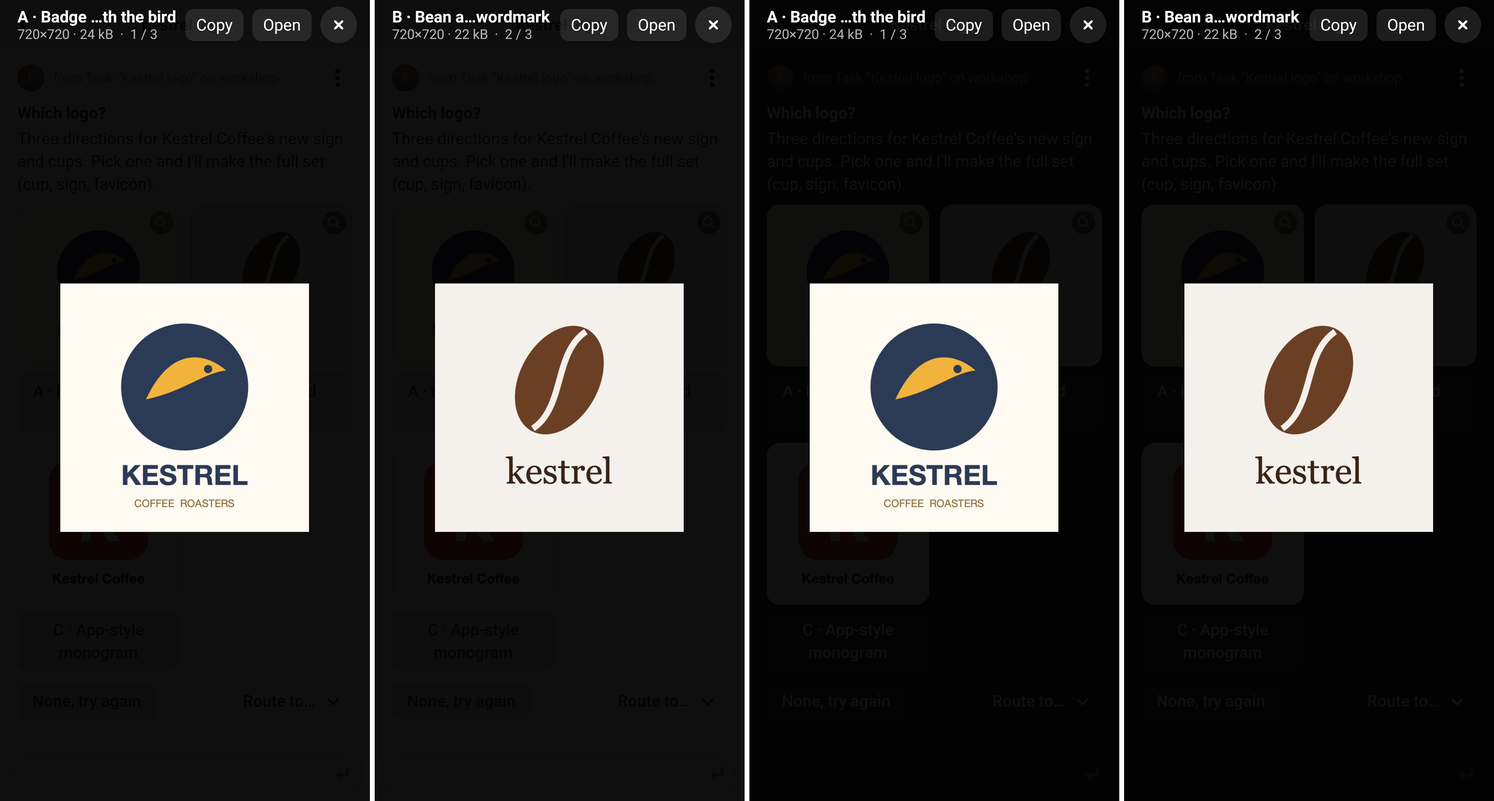 A · Badge ...th the bird
720×720 · 24 kB · 1 / 3
Copy
Open
from Task "Kestrel logo" on workshop
Which logo?
Three directions for Kestrel Coffee's new sign
and cups. Pick one and I'll make the full set
(cup, sign, favicon).
A ·
KESTREL
COFFEE ROASTERS
Kestrel Coffee
C · App-style
monogram
None, try again
Route to...
B · Bean a...wordmark
720×720 · 22 kB · 2 / 3
Copy
Open
from Task "Kestrel logo" on workshop
Which logo?
Three directions for Kestrel Coffee's new sign
and cups. Pick one and I'll make the full set
(cup, sign, favicon).
A ·
kestrel
Kestrel Coffee
C · App-style
monogram
None, try again
Route to...
A · Badge ...th the bird
720×720 · 24 kB · 1 / 3
Copy
Open
from Task "Kestrel logo" on workshop
Which logo?
Three directions for Kestrel Coffee's new sign
and cups. Pick one and I'll make the full set
(cup, sign, favicon).
A ·
KESTREL
COFFEE ROASTERS
Kestrel Coffee
C · App-style
monogram
None, try again
Route to...
B · Bean a...wordmark
720×720 · 22 kB · 2 / 3
Copy
Open
from Task "Kestrel logo" on workshop
Which logo?
Three directions for Kestrel Coffee's new sign
and cups. Pick one and I'll make the full set
(cup, sign, favicon).
A ·
kestrel
Kestrel Coffee
C · App-style
monogram
None, try again
Route to...